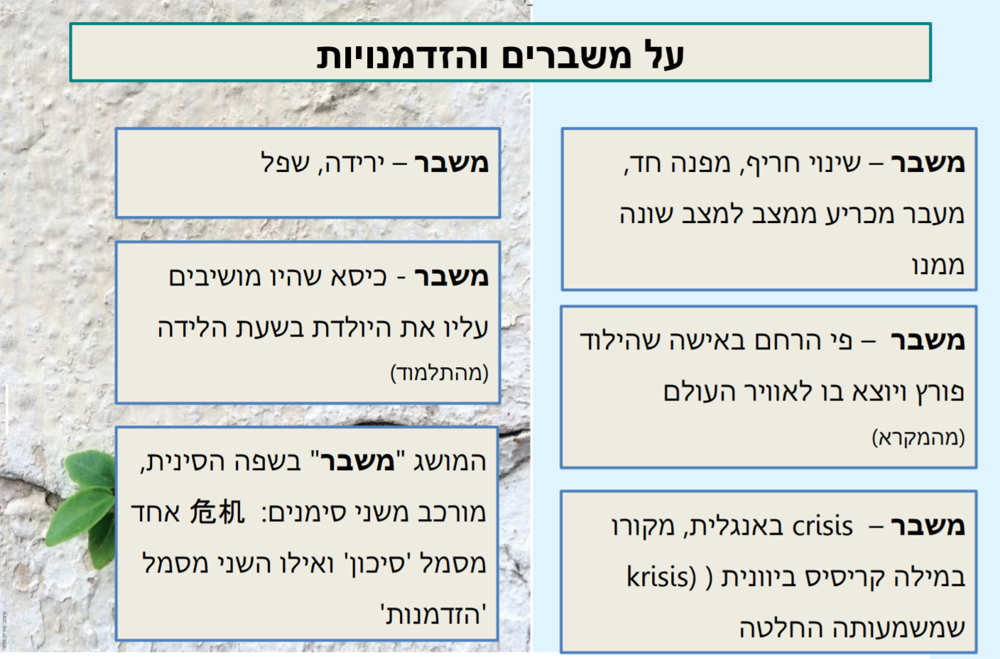 על משברים והזדמנויות
משבר – שינוי חריף, מפנה חד,
מעבר מכריע ממצב למצב שונה
ממנו
משבר – פי הרחם באישה שהילוד
פורץ ויוצא בו לאוויר העולם
(מהמקרא)
משבר – crisis באנגלית, מקורו
במילה קריסיס ביוונית ( (krisis
שמשמעותה החלטה
משבר – ירידה, שפל
משבר - כיסא שהיו מושיבים
עליו את היולדת בשעת הלידה
(מהתלמוד)
המושג "משבר" בשפה הסינית,
מורכב משני סימנים: 危机 אחד
מסמל 'סיכון' ואילו השני מסמל
'הזדמנות'